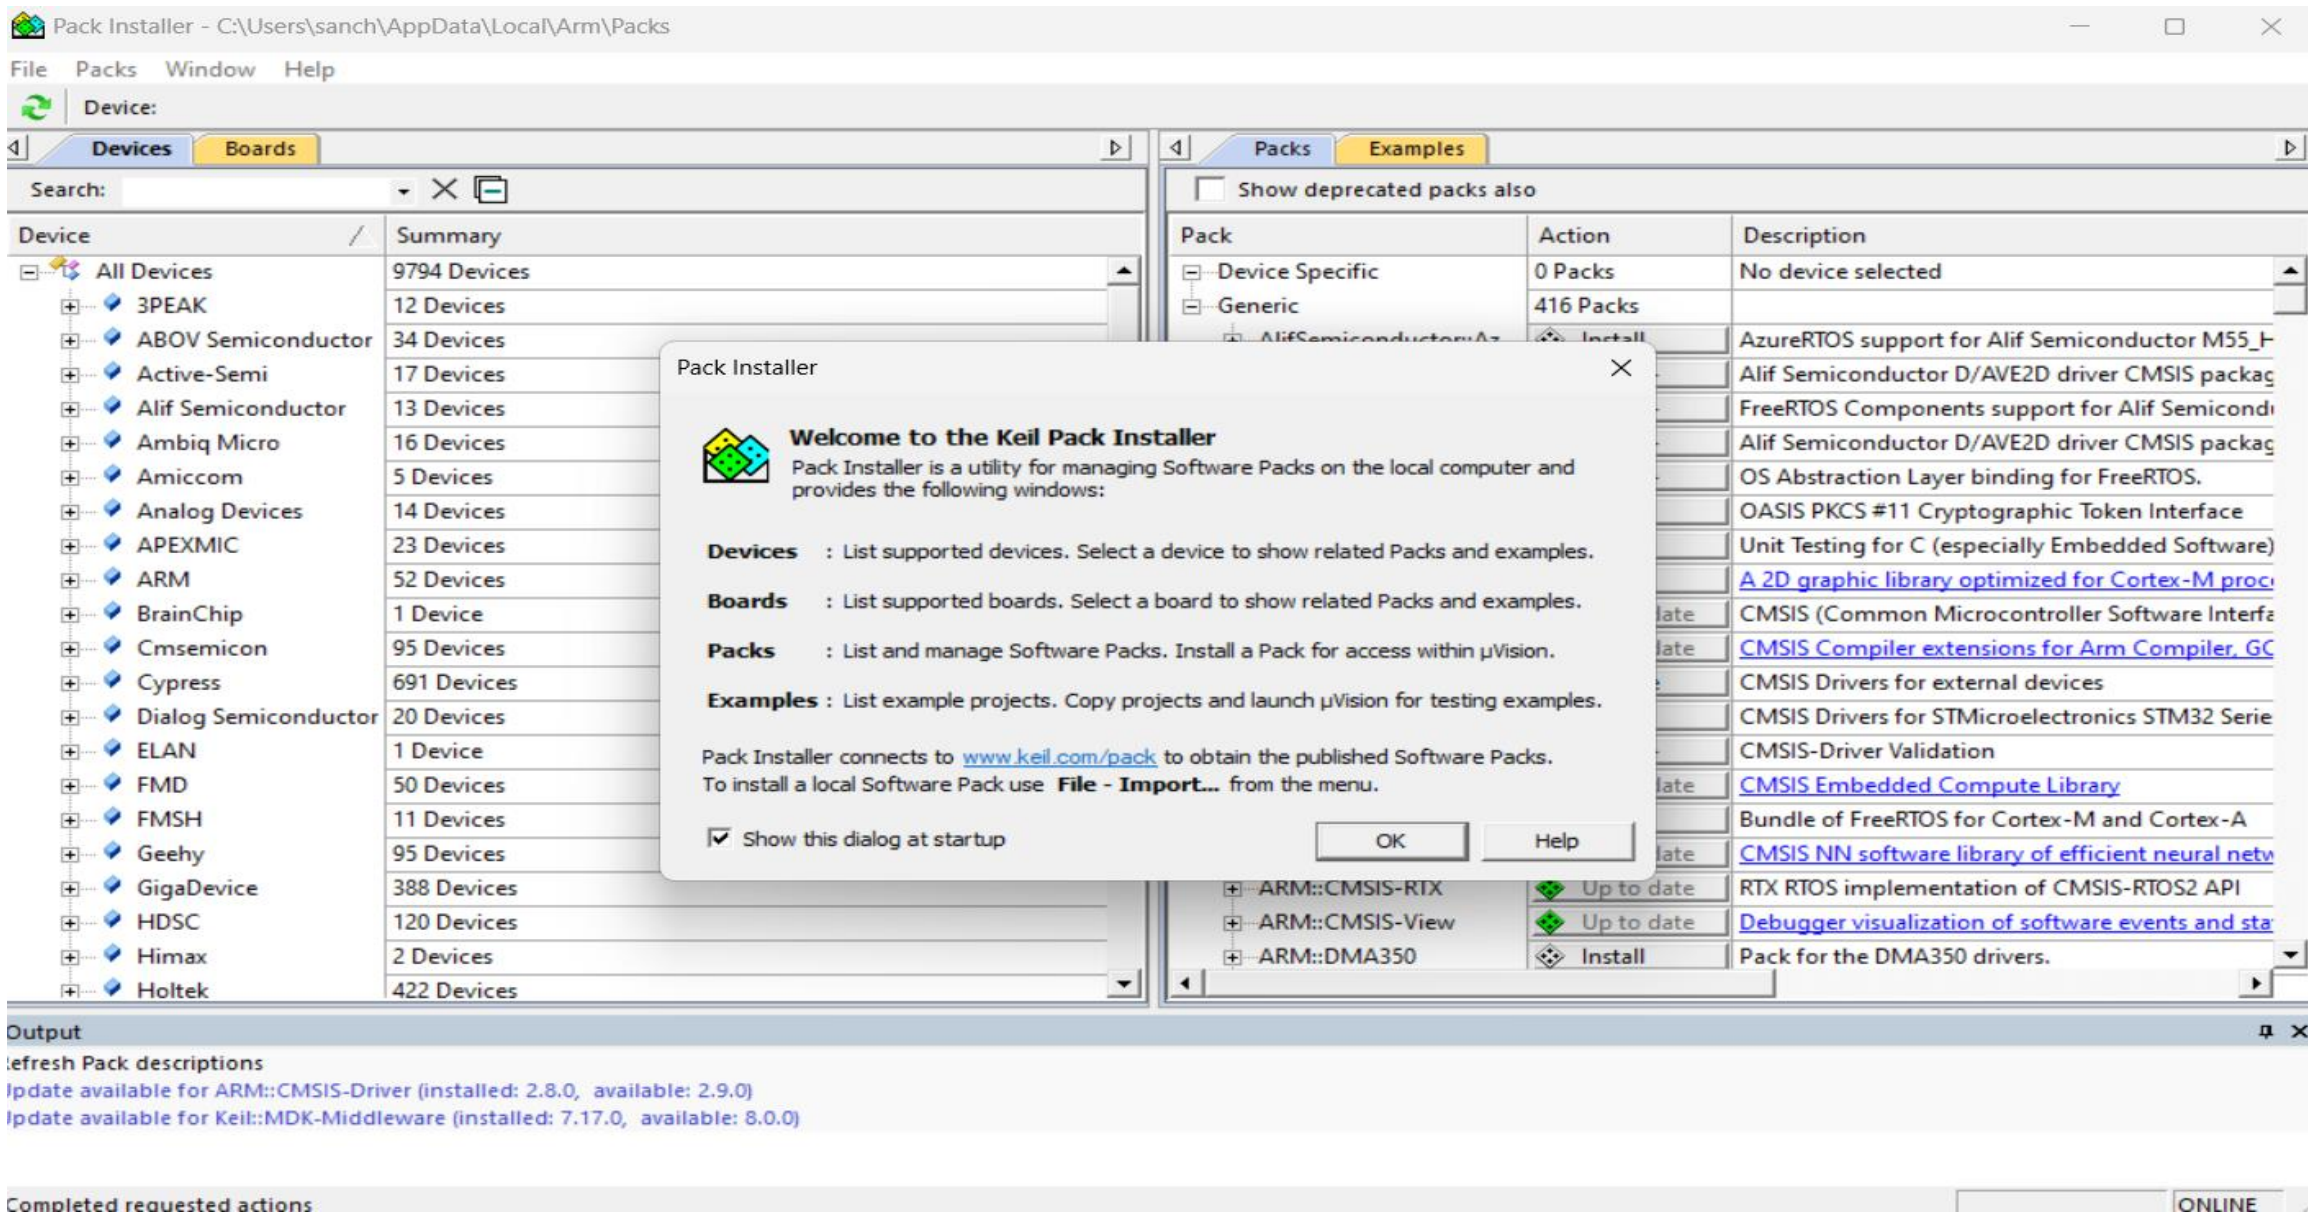 Pack Installer - C:\Users\sanch\AppData\Local\Arm\Packs
File Packs Window Help
Device:
Devices Boards
Search:
Device Summary
All Devices 9794 Devices
3PEAK 12 Devices
ABOV Semiconductor 34 Devices
Active-Semi 17 Devices
Alif Semiconductor 13 Devices
Ambiq Micro 16 Devices
Amiccom 5 Devices
Analog Devices 14 Devices
APEXMIC 23 Devices
ARM 52 Devices
BrainChip 1 Device
Cmsemicon 95 Devices
Cypress 691 Devices
Dialog Semiconductor 20 Devices
ELAN 1 Device
FMD 50 Devices
FMSH 11 Devices
Geehy 95 Devices
GigaDevice 388 Devices
HDSC 120 Devices
Himax 2 Devices
Holtek 422 Devices
Packs Examples
Show deprecated packs also
Pack Action Description
Device Specific 0 Packs No device selected
Generic 416 Packs
AlifSemiconductor::Az Install AzureRTOS support for Alif Semiconductor M55_H
Alif Semiconductor D/AVE2D driver CMSIS packag
FreeRTOS Components support for Alif Semicond
Alif Semiconductor D/AVE2D driver CMSIS packag
OS Abstraction Layer binding for FreeRTOS.
OASIS PKCS #11 Cryptographic Token Interface
Unit Testing for C (especially Embedded Software)
A 2D graphic library optimized for Cortex-M proc
date CMSIS (Common Microcontroller Software Interfa
date CMSIS Compiler extensions for Arm Compiler, GC
CMSIS Drivers for external devices
CMSIS Drivers for STMicroelectronics STM32 Serie
CMSIS-Driver Validation
date CMSIS Embedded Compute Library
Bundle of FreeRTOS for Cortex-M and Cortex-A
date CMSIS NN software library of efficient neural netw
ARM::CMSIS-RTX Up to date RTX RTOS implementation of CMSIS-RTOS2 API
ARM::CMSIS-View Up to date Debugger visualization of software events and sta
ARM::DMA350 Install Pack for the DMA350 drivers.
Pack Installer
Welcome to the Keil Pack Installer
Pack Installer is a utility for managing Software Packs on the local computer and
provides the following windows:
Devices : List supported devices. Select a device to show related Packs and examples.
Boards : List supported boards. Select a board to show related Packs and examples.
Packs : List and manage Software Packs. Install a Pack for access within µVision.
Examples : List example projects. Copy projects and launch µVision for testing examples.
Pack Installer connects to www.keil.com/pack to obtain the published Software Packs.
To install a local Software Pack use File - Import... from the menu.
Show this dialog at startup
OK Help
Output
efresh Pack descriptions
pdate available for ARM::CMSIS-Driver (installed: 2.8.0, available: 2.9.0)
pdate available for Keil::MDK-Middleware (installed: 7.17.0, available: 8.0.0)
Completed requested actions
ONLINE